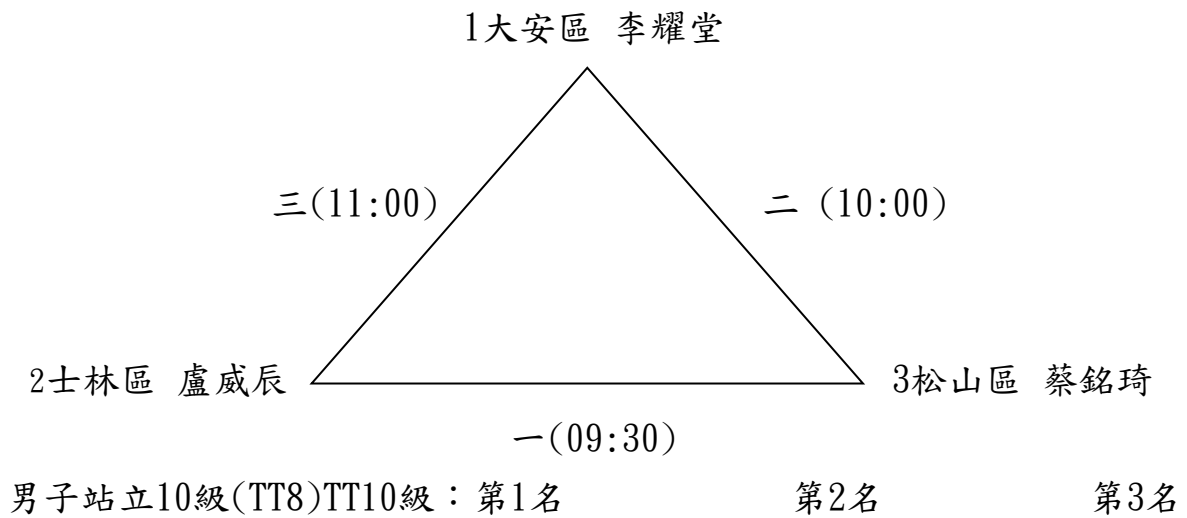 1大安區 李耀堂
三(11:00)
二 (10:00)
2士林區 盧威辰
3松山區 蔡銘琦
一(09:30)
男子站立10級(TT8)TT10級：第1名 第2名 第3名